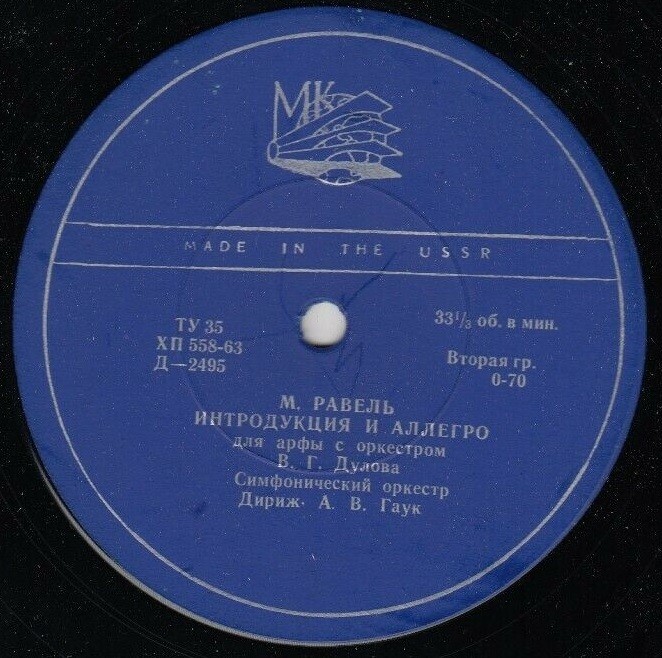 МК
MADE IN THE USSR
ТУ 35
ХП 558-63
Д—2495
33⅓ об. в мин.
Вторая гр.
0-70
М. РАВЕЛЬ
ИНТРОДУКЦИЯ И АЛЛЕГРО
для арфы с оркестром
В. Г. Дулова
Симфонический оркестр
Дириж. А. В. Гаук